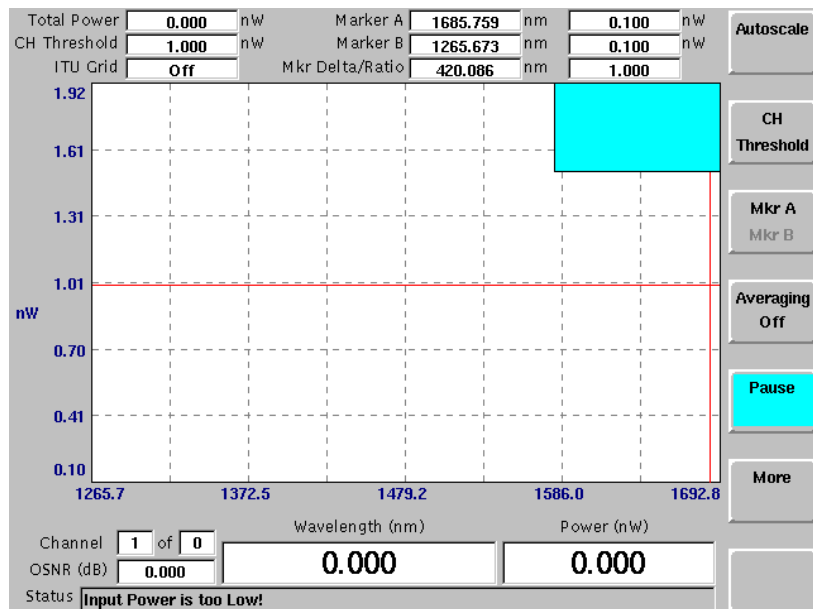 Total Power 0.000 nW Marker A 1685.759 nm 0.100 nW
CH Threshold 1.000 nW Marker B 1265.673 nm 0.100 nW
ITU Grid Off Mkr Delta/Ratio 420.086 nm 1.000
Autoscale
CH
Threshold
Mkr A
Mkr B
Averaging
Off
Pause
More
1.92
1.61
1.31
1.01
nW
0.70
0.41
0.10
1265.7 1372.5 1479.2 1586.0 1692.8
Wavelength (nm) Power (nW)
Channel 1 of 0
0.000 0.000
OSNR (dB) 0.000
Status Input Power is too Low!